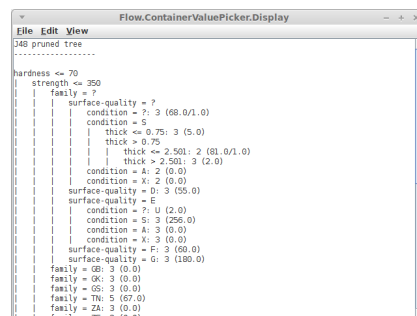 Flow.ContainerValuePicker.Display
File Edit View
J48 pruned tree
------------------
hardness <= 70
|   strength <= 350
|   |   family = ?
|   |   |   surface-quality = ?
|   |   |   |   condition = ?: 3 (68.0/1.0)
|   |   |   |   condition = S
|   |   |   |   |   thick <= 0.75: 3 (5.0)
|   |   |   |   |   thick > 0.75
|   |   |   |   |   |   thick <= 2.501: 2 (81.0/1.0)
|   |   |   |   |   |   thick > 2.501: 3 (2.0)
|   |   |   |   condition = A: 2 (0.0)
|   |   |   |   condition = X: 2 (0.0)
|   |   |   surface-quality = D: 3 (55.0)
|   |   |   surface-quality = E
|   |   |   |   condition = ?: U (2.0)
|   |   |   |   condition = S: 3 (256.0)
|   |   |   |   condition = A: 3 (0.0)
|   |   |   |   condition = X: 3 (0.0)
|   |   |   surface-quality = F: 3 (60.0)
|   |   |   surface-quality = G: 3 (180.0)
|   |   family = GB: 3 (0.0)
|   |   family = GK: 3 (0.0)
|   |   family = GS: 3 (0.0)
|   |   family = TN: 5 (67.0)
|   |   family = ZA: 3 (0.0)